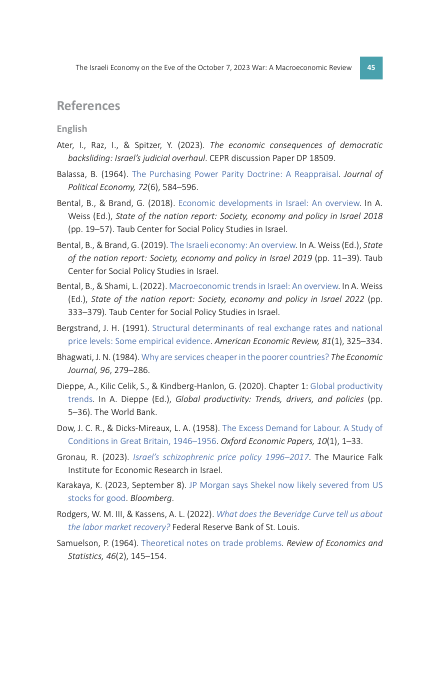 The Israeli Economy on the Eve of the October 7, 2023 War: A Macroeconomic Review 45
References
English
Ater, I., Raz, I., & Spitzer, Y. (2023). The economic consequences of democratic
backsliding: Israel's judicial overhaul. CEPR discussion Paper DP 18509.
Balassa, B. (1964). The Purchasing Power Parity Doctrine: A Reappraisal. Journal of
Political Economy, 72(6), 584–596.
Bental, B., & Brand, G. (2018). Economic developments in Israel: An overview. In A.
Weiss (Ed.), State of the nation report: Society, economy and policy in Israel 2018
(pp. 19–57). Taub Center for Social Policy Studies in Israel.
Bental, B., & Brand, G. (2019). The Israeli economy: An overview. In A. Weiss (Ed.), State
of the nation report: Society, economy and policy in Israel 2019 (pp. 11–39). Taub
Center for Social Policy Studies in Israel.
Bental, B., & Shami, L. (2022). Macroeconomic trends in Israel: An overview. In A. Weiss
(Ed.), State of the nation report: Society, economy and policy in Israel 2022 (pp.
333–379). Taub Center for Social Policy Studies in Israel.
Bergstrand, J. H. (1991). Structural determinants of real exchange rates and national
price levels: Some empirical evidence. American Economic Review, 81(1), 325–334.
Bhagwati, J. N. (1984). Why are services cheaper in the poorer countries? The Economic
Journal, 96, 279–286.
Dieppe, A., Kilic Celik, S., & Kindberg-Hanlon, G. (2020). Chapter 1: Global productivity
trends. In A. Dieppe (Ed.), Global productivity: Trends, drivers, and policies (pp.
5–36). The World Bank.
Dow, J. C. R., & Dicks-Mireaux, L. A. (1958). The Excess Demand for Labour. A Study of
Conditions in Great Britain, 1946–1956. Oxford Economic Papers, 10(1), 1–33.
Gronau, R. (2023). Israel's schizophrenic price policy 1996–2017. The Maurice Falk
Institute for Economic Research in Israel.
Karakaya, K. (2023, September 8). JP Morgan says Shekel now likely severed from US
stocks for good. Bloomberg.
Rodgers, W. M. III, & Kassens, A. L. (2022). What does the Beveridge Curve tell us about
the labor market recovery? Federal Reserve Bank of St. Louis.
Samuelson, P. (1964). Theoretical notes on trade problems. Review of Economics and
Statistics, 46(2), 145–154.